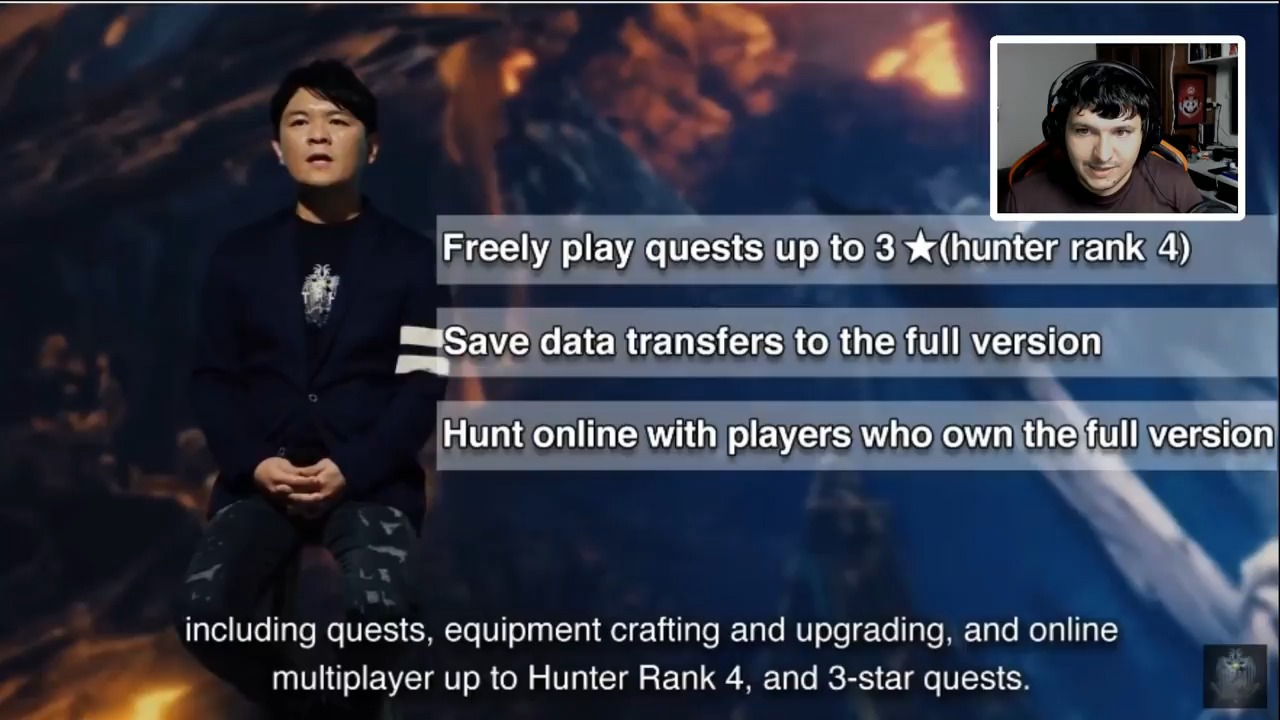 Freely play quests up to 3 ★(hunter rank 4)
Save data transfers to the full version
Hunt online with players who own the full version
including quests, equipment crafting and upgrading, and online
multiplayer up to Hunter Rank 4, and 3-star quests.